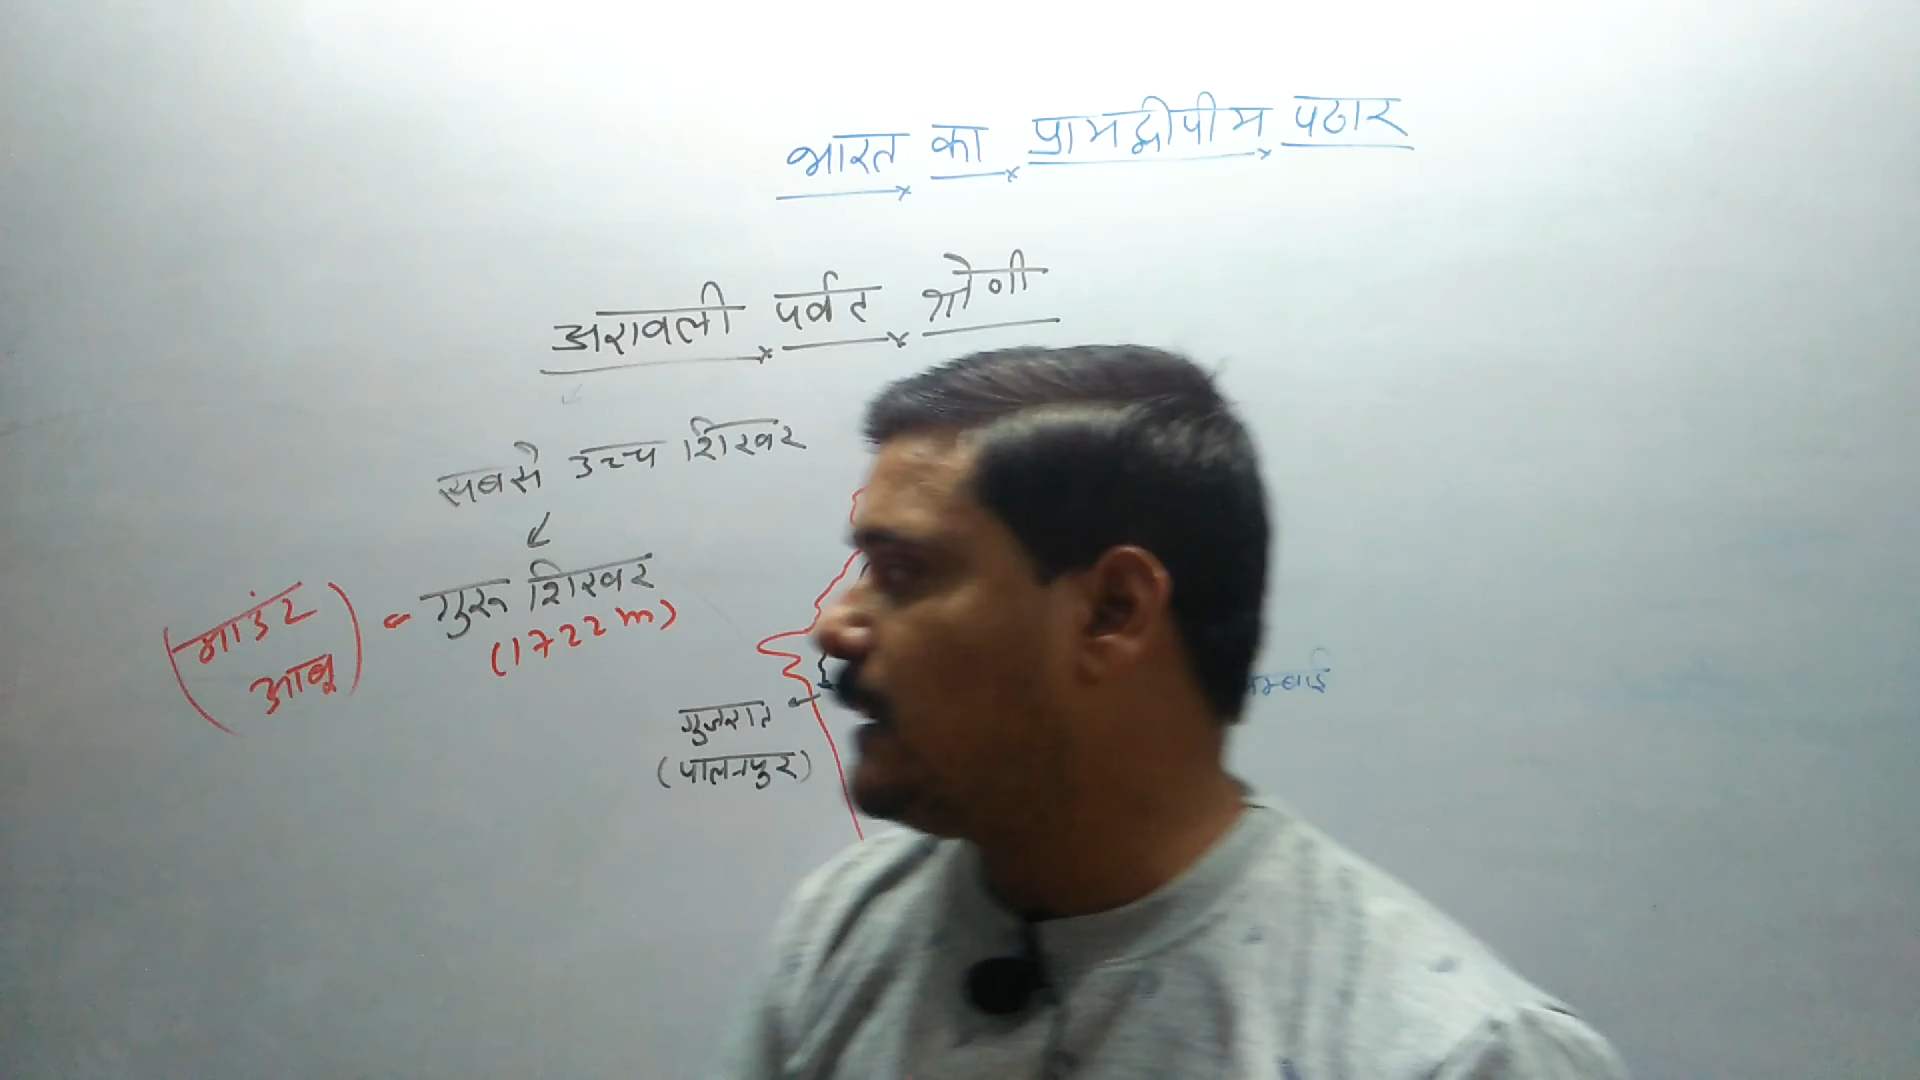 भारत का प्रायद्वीपीय पठार
अरावली पर्वत श्रेणी
सबसे उच्च शिखर
गुरू शिखर
(1722 m)
(माउंट
आबू)
गुजरात
(पालनपुर)